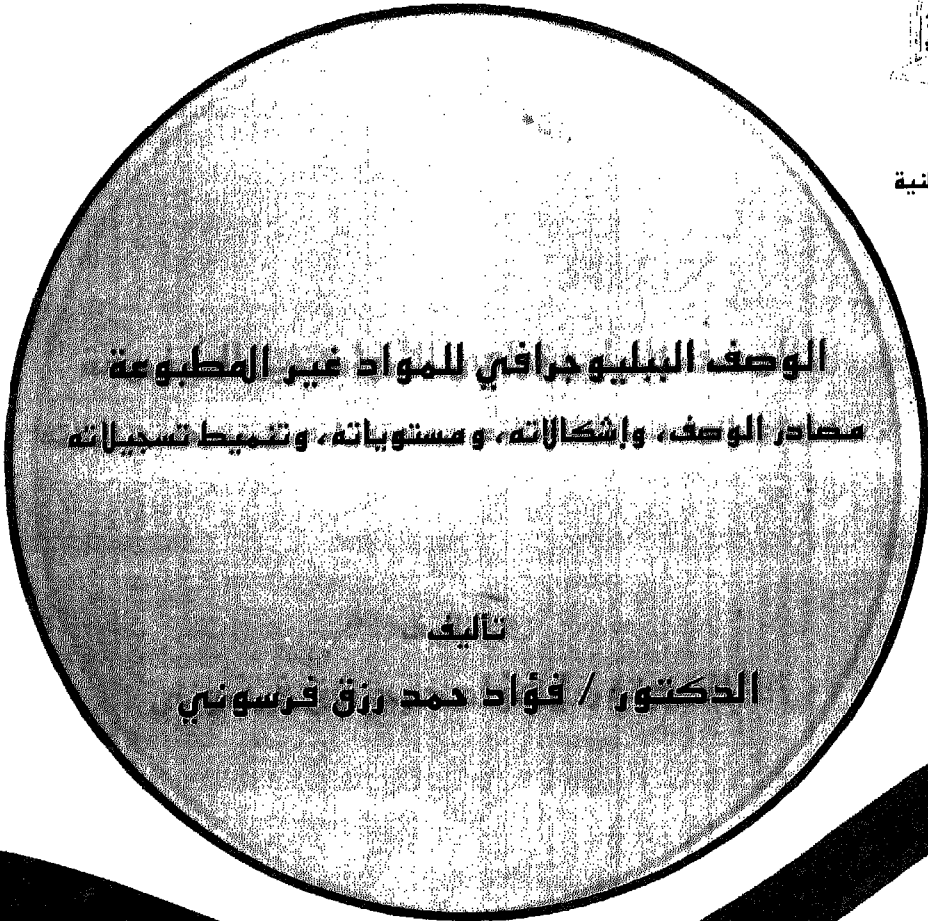 الوصف الببليوجرافي للمواد غير المطبوعة
مصادر الوصف، وإشكالاته، ومستوياته، وتنميط تسجيلاته
تأليف
الدكتور / فؤاد حمد رزق فرسوني